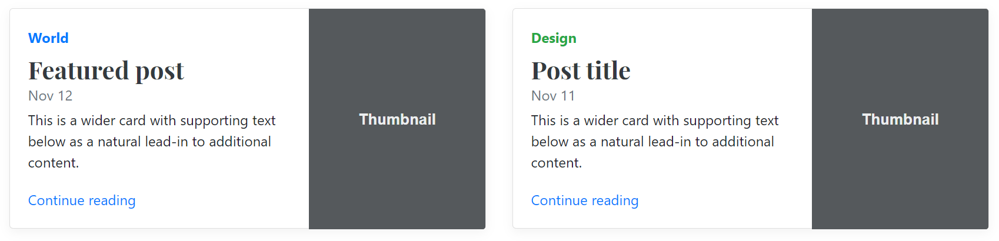 World
Featured post
Nov 12
This is a wider card with supporting text
below as a natural lead-in to additional
content.
Continue reading
Thumbnail
Design
Post title
Nov 11
This is a wider card with supporting text
below as a natural lead-in to additional
content.
Continue reading
Thumbnail